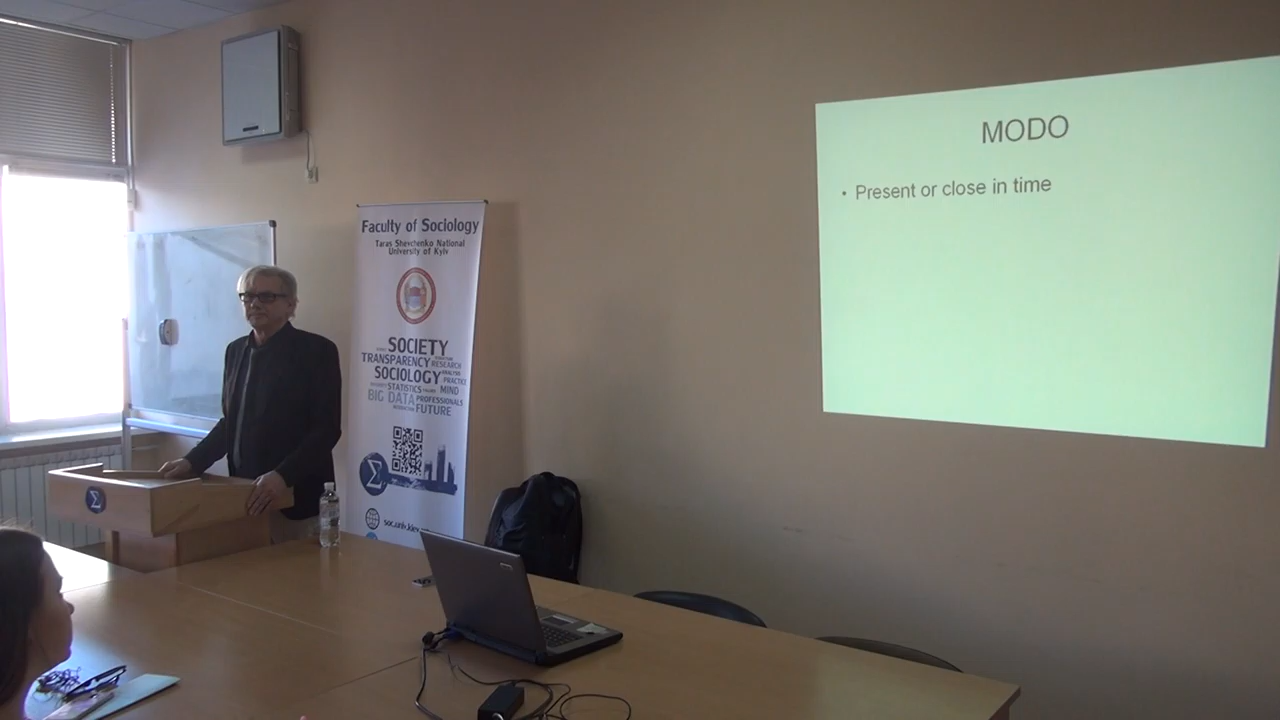 MODO
• Present or close in time
Faculty of Sociology
Taras Shevchenko National
University of Kyiv
SOCIETY
TRANSPARENCY RESEARCH
SOCIOLOGY ANALYSIS
PRACTICE
STATISTICS MIND
BIG DATA PROFESSIONALS
FUTURE
Σ
Σ